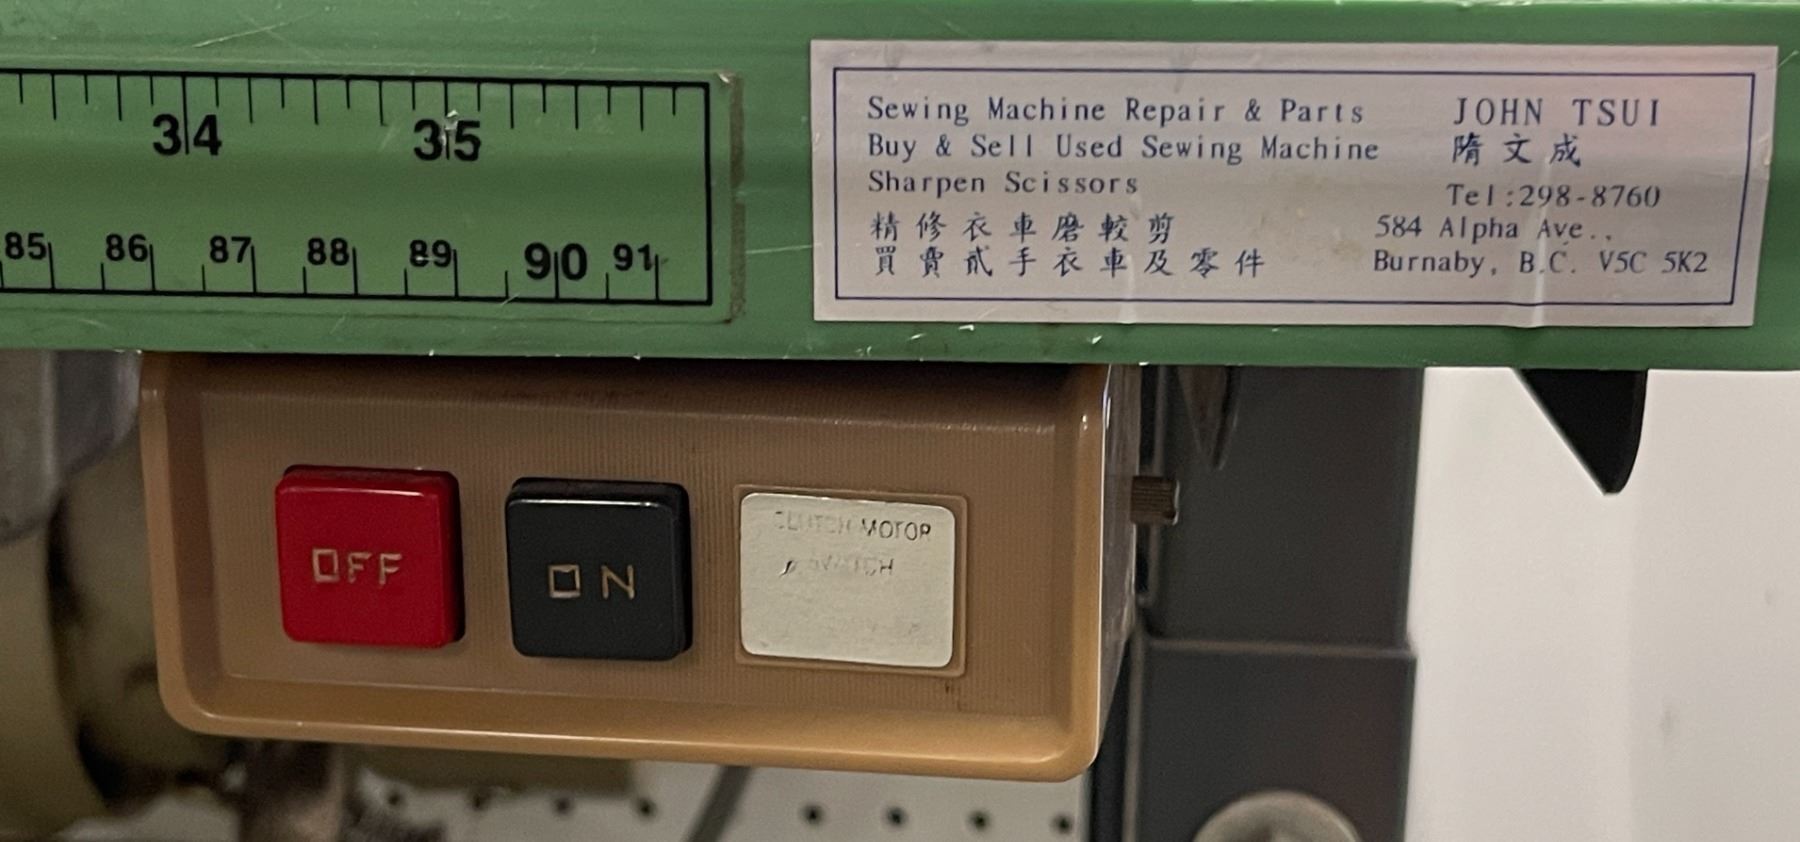 34 35
85 86 87 88 89 90 91
Sewing Machine Repair & Parts
Buy & Sell Used Sewing Machine
Sharpen Scissors
精修衣車磨較剪
買賣貳手衣車及零件
JOHN TSUI
隋文成
Tel:298-8760
584 Alpha Ave.,
Burnaby, B.C. V5C 5K2
OFF
ON
CLUTCH MOTOR
SWITCH